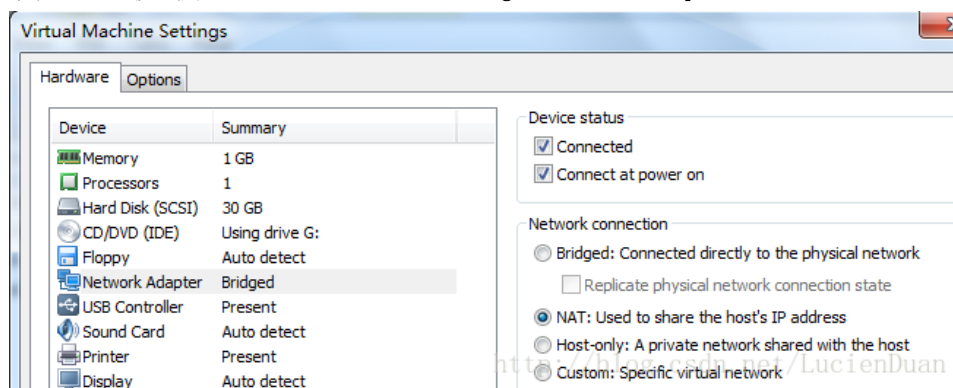 Virtual Machine Settings
Hardware
Options
Device
Summary
Memory
1 GB
Processors
1
Hard Disk (SCSI)
30 GB
CD/DVD (IDE)
Using drive G:
Floppy
Auto detect
Network Adapter
Bridged
USB Controller
Present
Sound Card
Auto detect
Printer
Present
Display
Auto detect
Device status
Connected
Connect at power on
Network connection
Bridged: Connected directly to the physical network
Replicate physical network connection state
NAT: Used to share the host's IP address
Host-only: A private network shared with the host
Custom: Specific virtual network
http://blog.csdn.net/LucienDuan